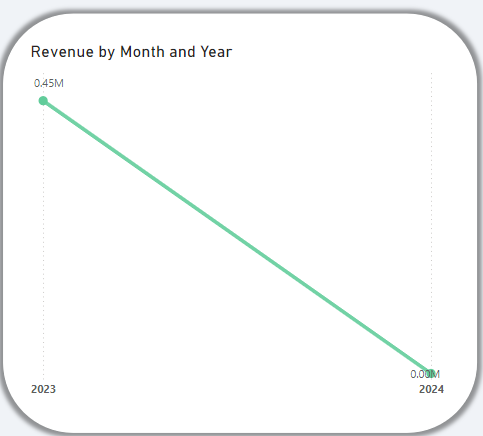 Revenue by Month and Year
0.45M
0.00M
2023
2024